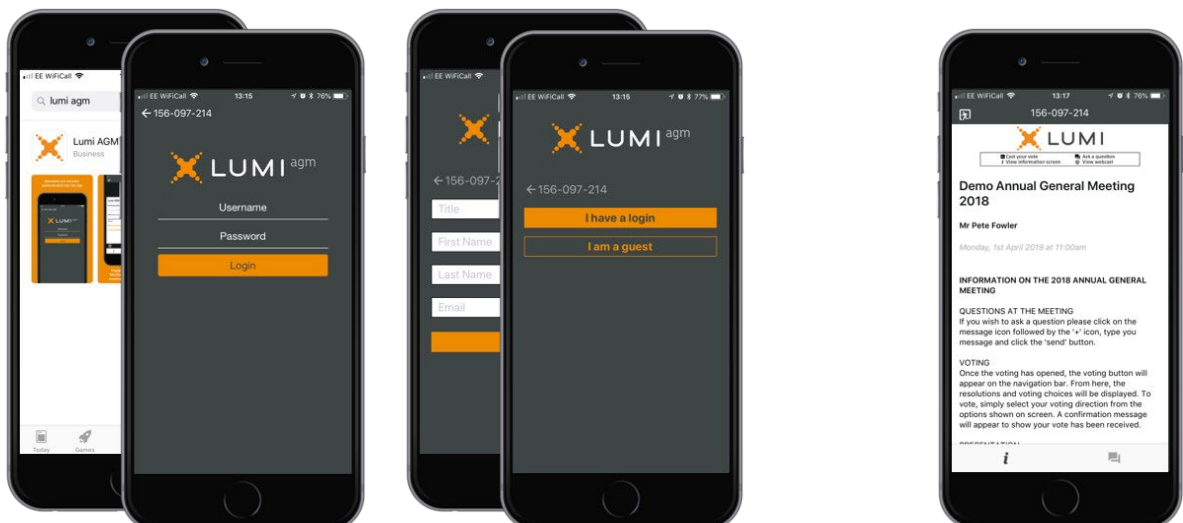 EE WiFiCall
lumi agm
Lumi AGM
Business
Today
Games
EE WiFiCall
13:15
76%
156-097-214
LUMI agm
Username
Password
Login
EE WiFiCall
156-097-2
Title
First Name
Last Name
Email
EE WiFiCall
13:15
77%
LUMI agm
156-097-214
I have a login
I am a guest
EE WiFiCall
13:17
76%
156-097-214
LUMI
Cast your vote
Ask a question
View information screen
View webcast
Demo Annual General Meeting
2018
Mr Pete Fowler
Monday, 1st April 2019 at 11:00am
INFORMATION ON THE 2018 ANNUAL GENERAL
MEETING
QUESTIONS AT THE MEETING
If you wish to ask a question please click on the
message icon followed by the '+' icon, type you
message and click the 'send' button.
VOTING
Once the voting has opened, the voting button will
appear on the navigation bar. From here, the
resolutions and voting choices will be displayed. To
vote, simply select your voting direction from the
options shown on screen. A confirmation message
will appear to show your vote has been received.
PRESENTATION